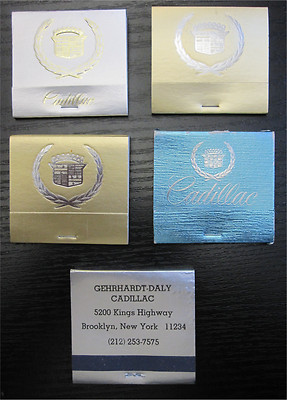 Cadillac
Cadillac
GEHRHARDT-DALY
CADILLAC
5200 Kings Highway
Brooklyn, New York 11234
(212) 253-7575